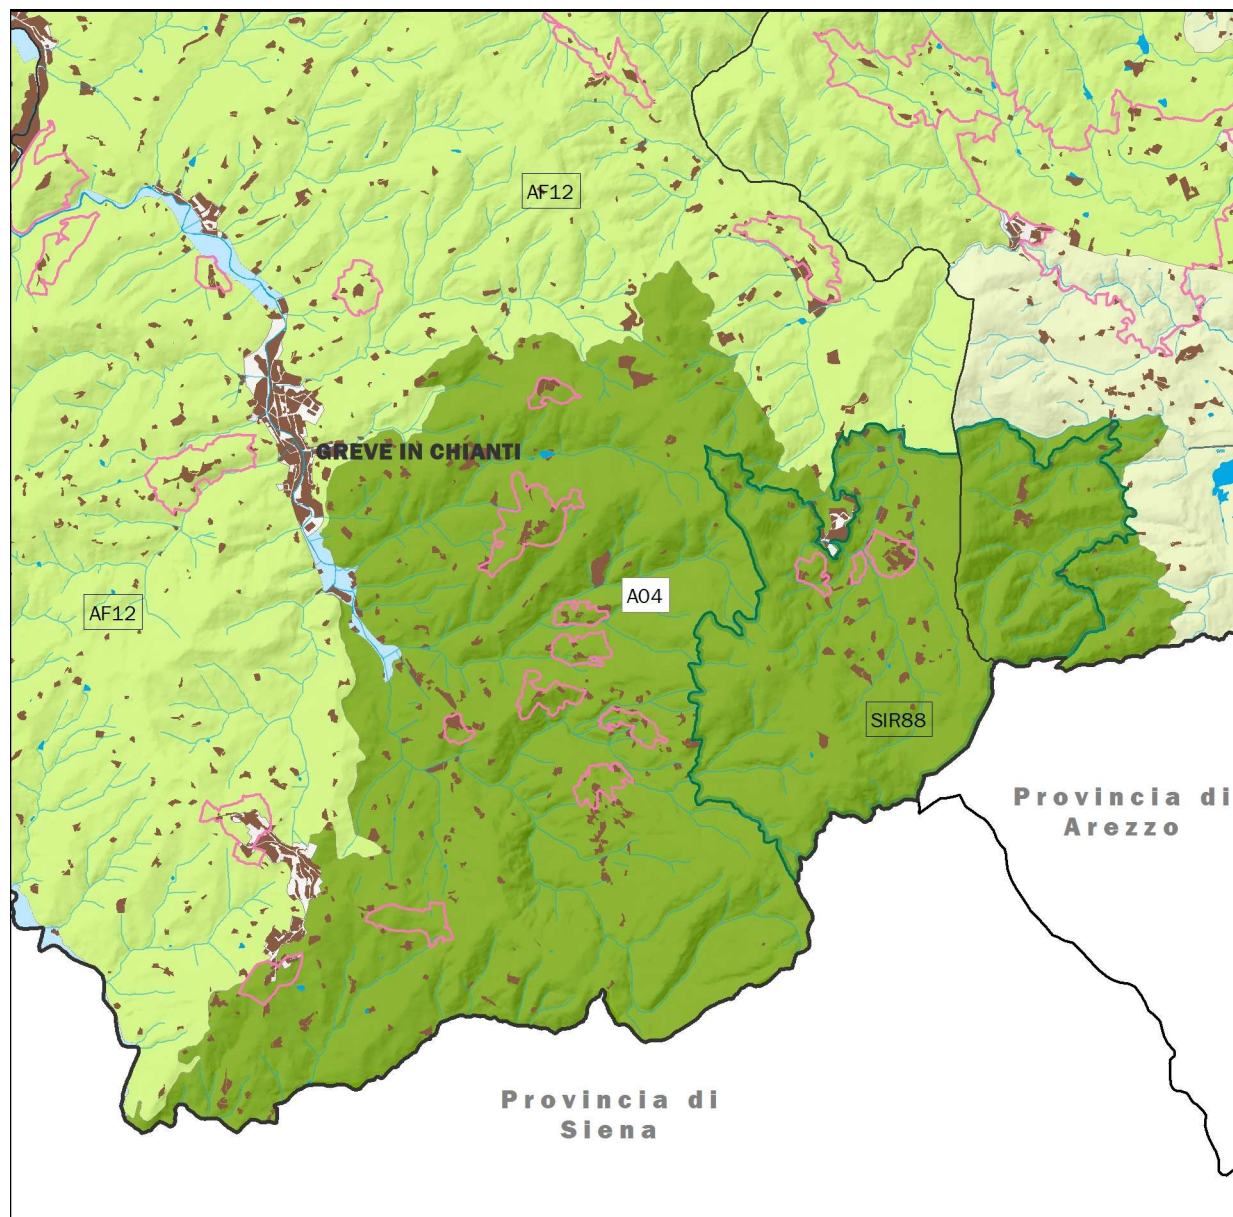 AF12
GREVE IN CHIANTI
A04
AF12
SIR88
Provincia di
Arezzo
Provincia di
Siena